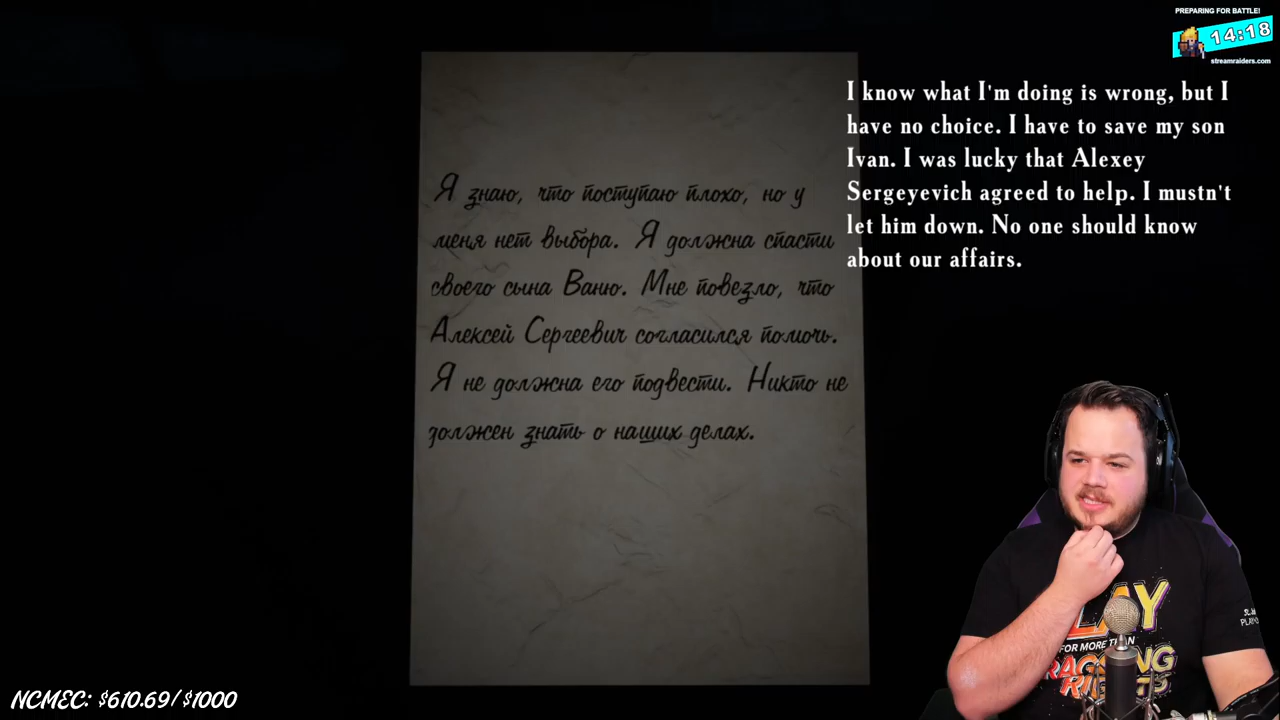 PREPARING FOR BATTLE!
14:18
streamraiders.com
I know what I'm doing is wrong, but I
have no choice. I have to save my son
Ivan. I was lucky that Alexey
Sergeyevich agreed to help. I mustn't
let him down. No one should know
about our affairs.
Я знаю, что поступаю плохо, но у
меня нет выбора. Я должна спасти
своего сына Ваню. Мне повезло, что
Алексей Сергеевич согласился помочь.
Я не должна его подвести. Никто не
должен знать о наших делах.
FOR MORE THAN
NCMEC: $610.69/$1000